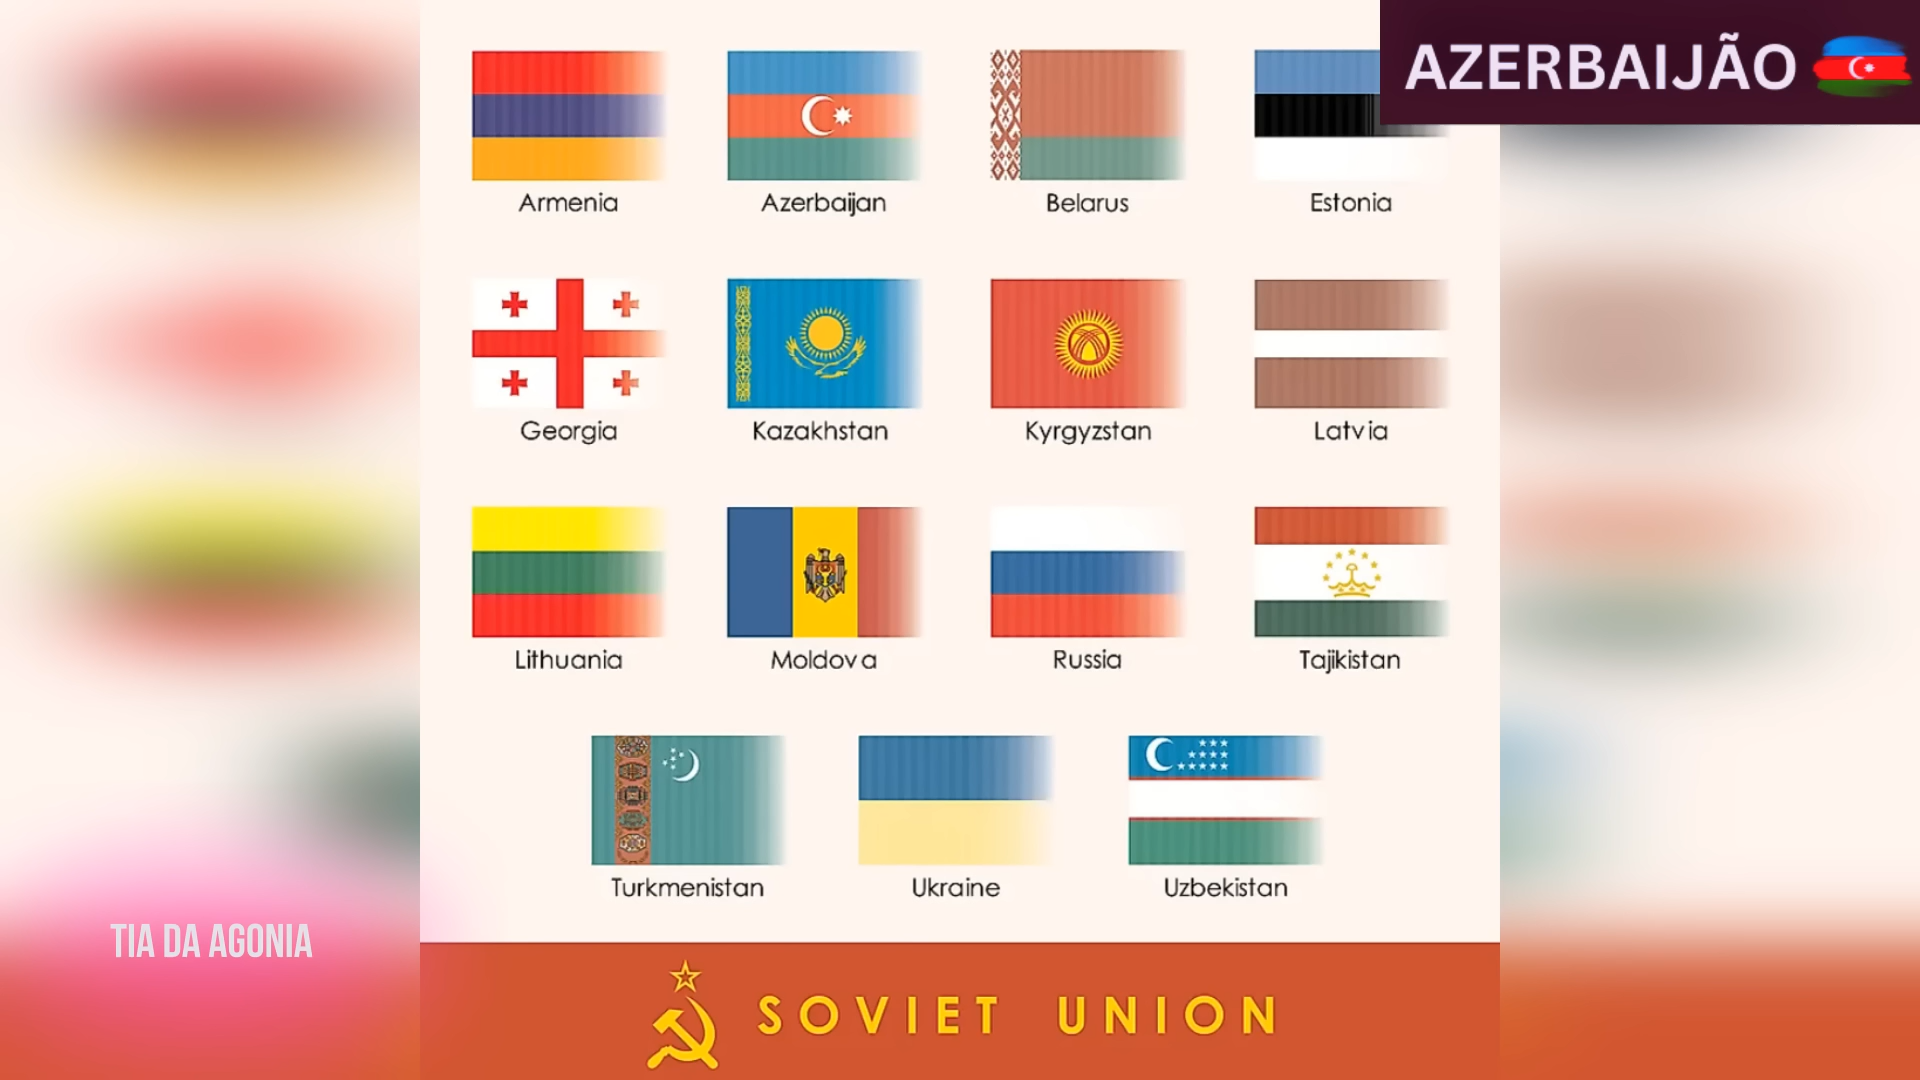 AZERBAIJÃO
Armenia
Azerbaijan
Belarus
Estonia
Georgia
Kazakhstan
Kyrgyzstan
Latvia
Lithuania
Moldova
Russia
Tajikistan
Turkmenistan
Ukraine
Uzbekistan
TIA DA AGONIA
SOVIET UNION